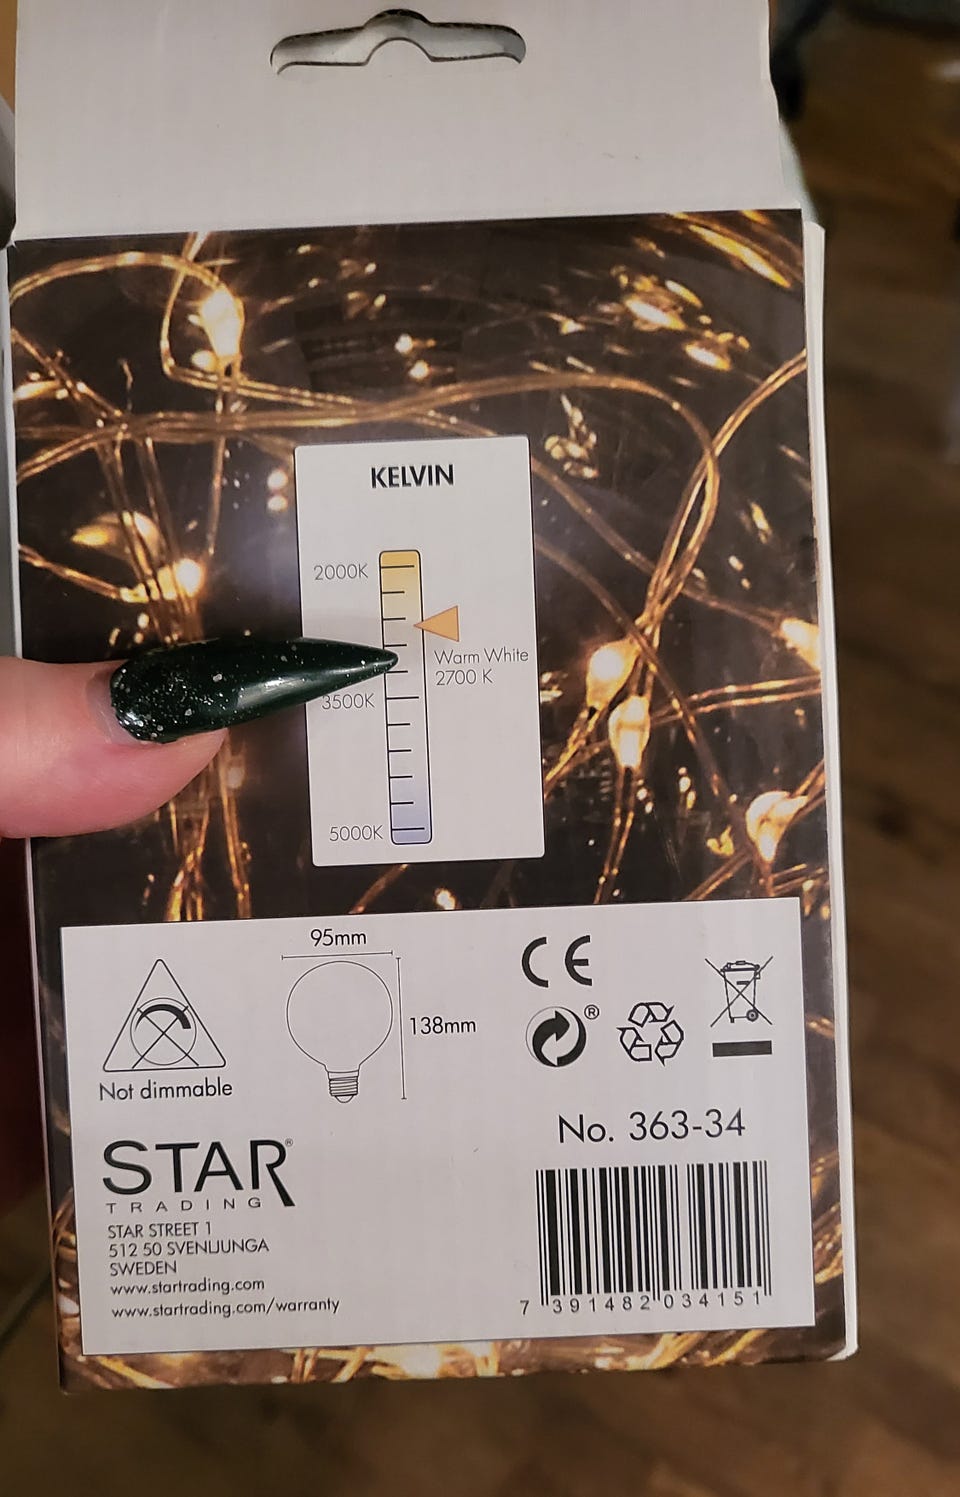 KELVIN
2000K
Warm White
2700 K
3500K
5000K
95mm
138mm
Not dimmable
CE
®
No. 363-34
STAR®
TRADING
STAR STREET 1
512 50 SVENLJUNGA
SWEDEN
www.startrading.com
www.startrading.com/warranty
7 391482 034151